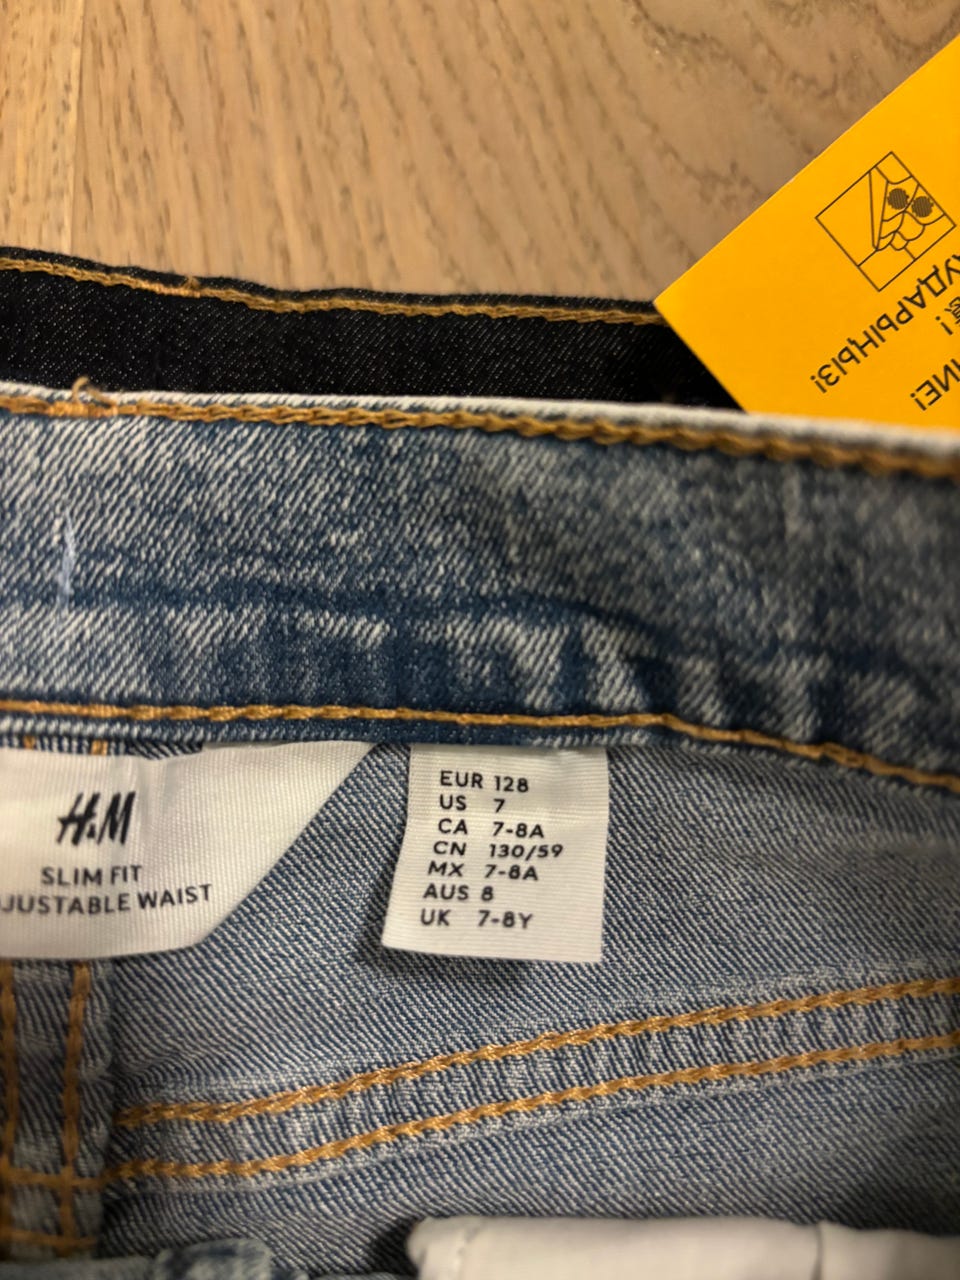 H&M
SLIM FIT
JUSTABLE WAIST
EUR 128
US 7
CA 7-8A
CN 130/59
MX 7-8A
AUS 8
UK 7-8Y